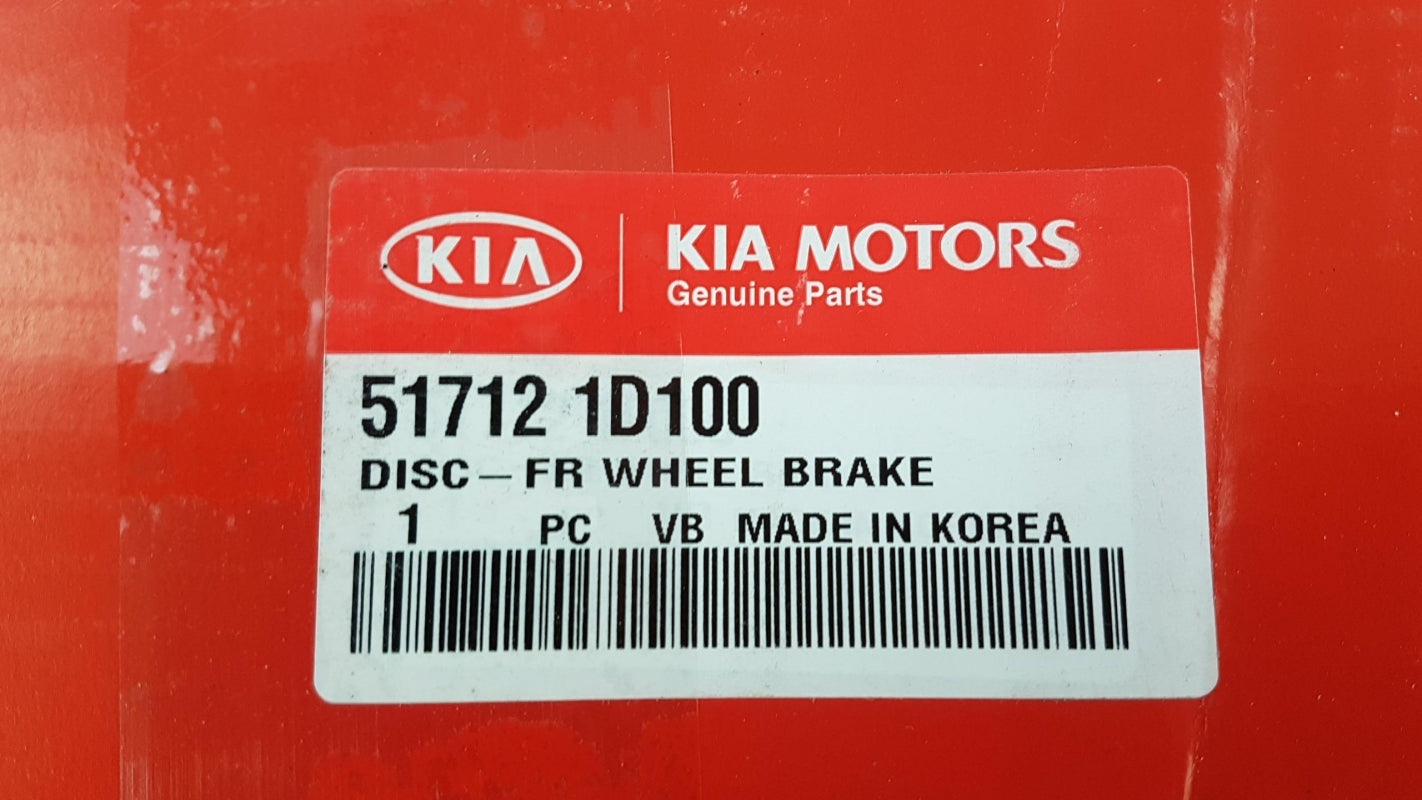 KIA
KIA MOTORS
Genuine Parts
51712 1D100
DISC – FR WHEEL BRAKE
1 PC VB MADE IN KOREA